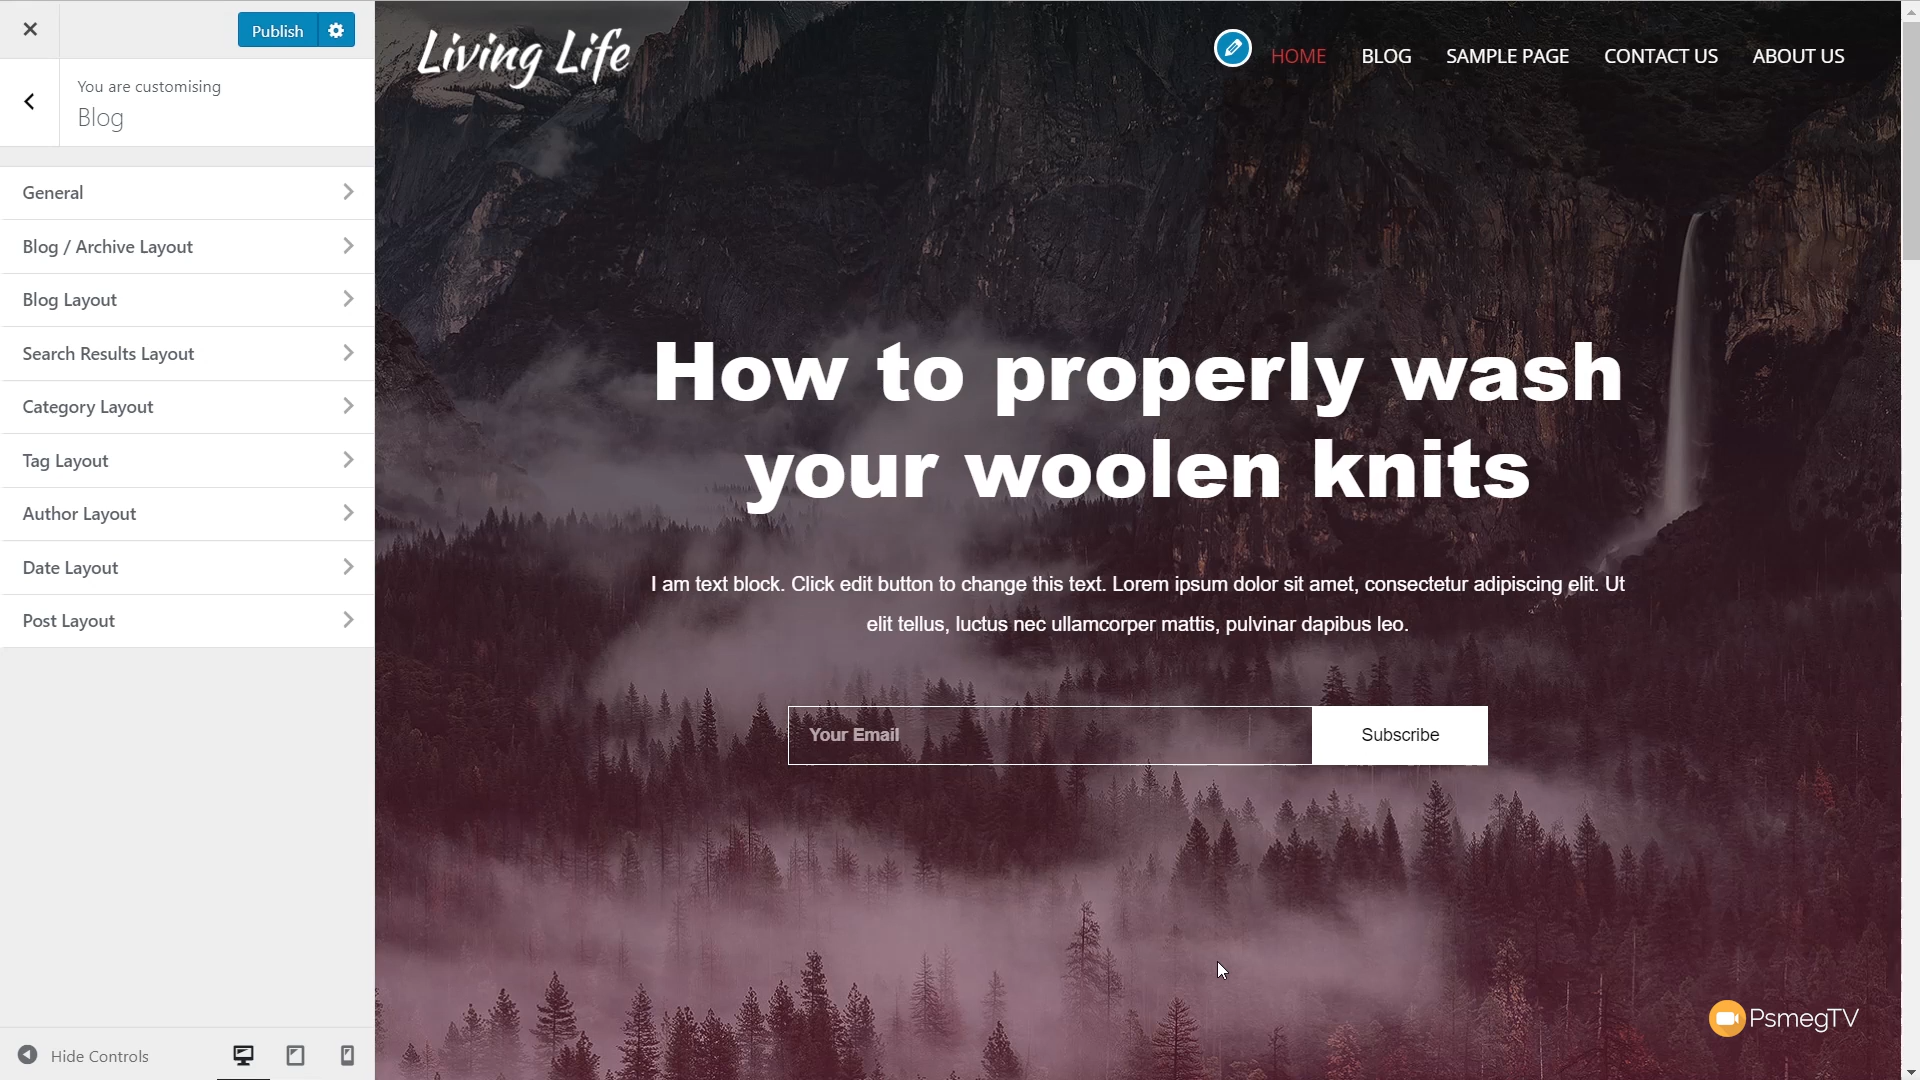 Publish
You are customising
Blog
General
Blog / Archive Layout
Blog Layout
Search Results Layout
Category Layout
Tag Layout
Author Layout
Date Layout
Post Layout
Hide Controls
Living Life
HOME BLOG SAMPLE PAGE CONTACT US ABOUT US
How to properly wash
your woolen knits
I am text block. Click edit button to change this text. Lorem ipsum dolor sit amet, consectetur adipiscing elit. Ut
elit tellus, luctus nec ullamcorper mattis, pulvinar dapibus leo.
Your Email Subscribe
PsmegTV